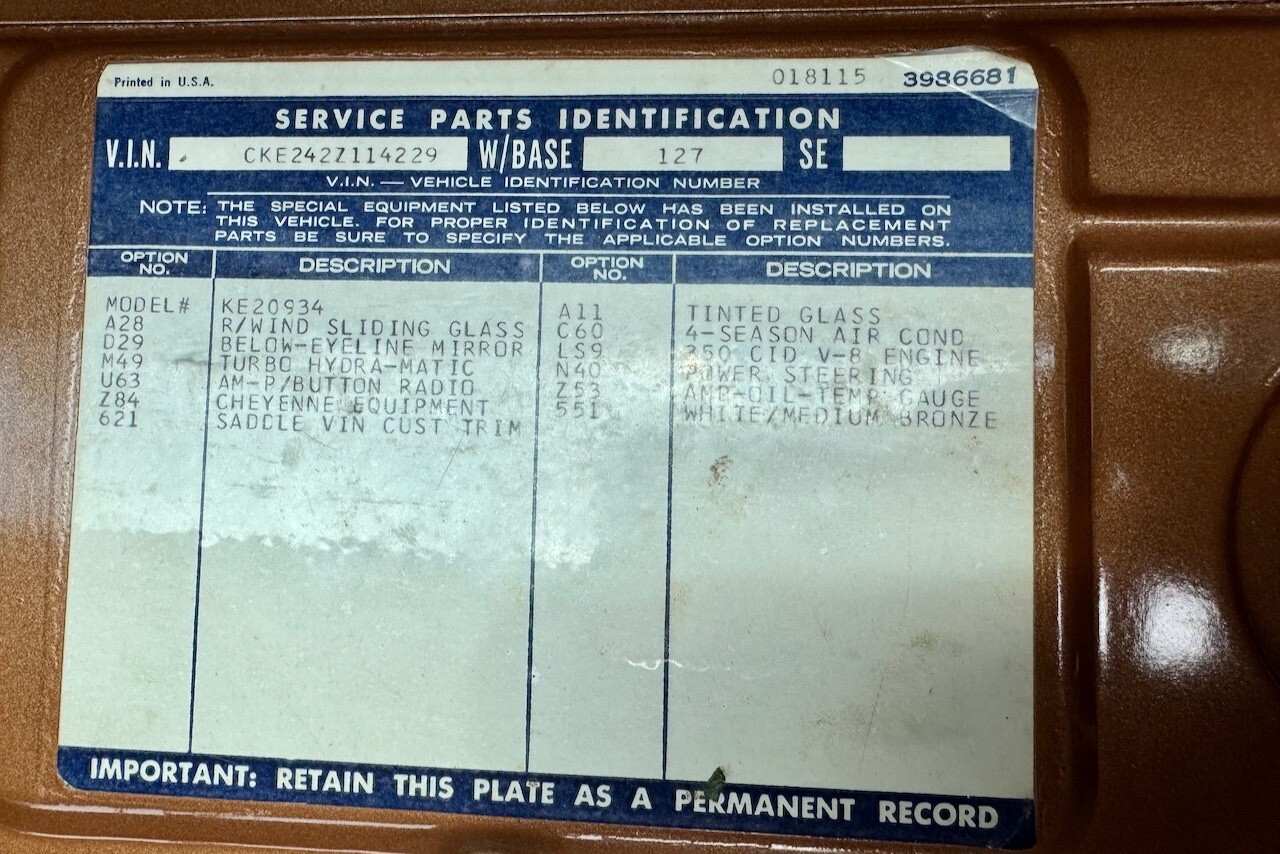 Printed in U.S.A. 018115 3986681
SERVICE PARTS IDENTIFICATION
V.I.N. CKE242Z114229 W/BASE 127 SE
V.I.N. — VEHICLE IDENTIFICATION NUMBER
NOTE: THE SPECIAL EQUIPMENT LISTED BELOW HAS BEEN INSTALLED ON
THIS VEHICLE. FOR PROPER IDENTIFICATION OF REPLACEMENT
PARTS BE SURE TO SPECIFY THE APPLICABLE OPTION NUMBERS.
OPTION NO. DESCRIPTION OPTION NO. DESCRIPTION
MODEL# KE20934 A11 TINTED GLASS
A28 R/WIND SLIDING GLASS C60 4-SEASON AIR COND
D29 BELOW-EYELINE MIRROR LS9 350 CID V-8 ENGINE
M49 TURBO HYDRA-MATIC N40 POWER STEERING
U63 AM-P/BUTTON RADIO Z53 AMP-OIL-TEMP GAUGE
Z84 CHEYENNE EQUIPMENT 551 WHITE/MEDIUM BRONZE
621 SADDLE VIN CUST TRIM
IMPORTANT: RETAIN THIS PLATE AS A PERMANENT RECORD